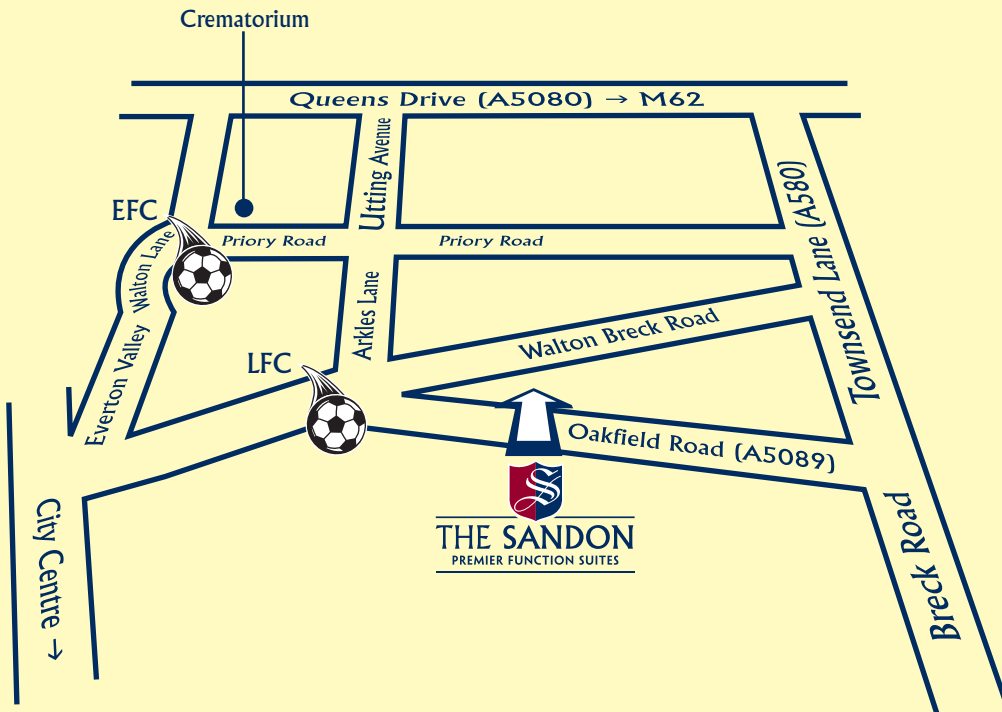 Crematorium
Queens Drive (A5080) → M62
Utting Avenue
Townsend Lane (A580)
EFC
Walton Lane
Priory Road
Priory Road
Arkles Lane
Walton Breck Road
Everton Valley
LFC
Oakfield Road (A5089)
S
THE SANDON
PREMIER FUNCTION SUITES
City Centre →
Breck Road